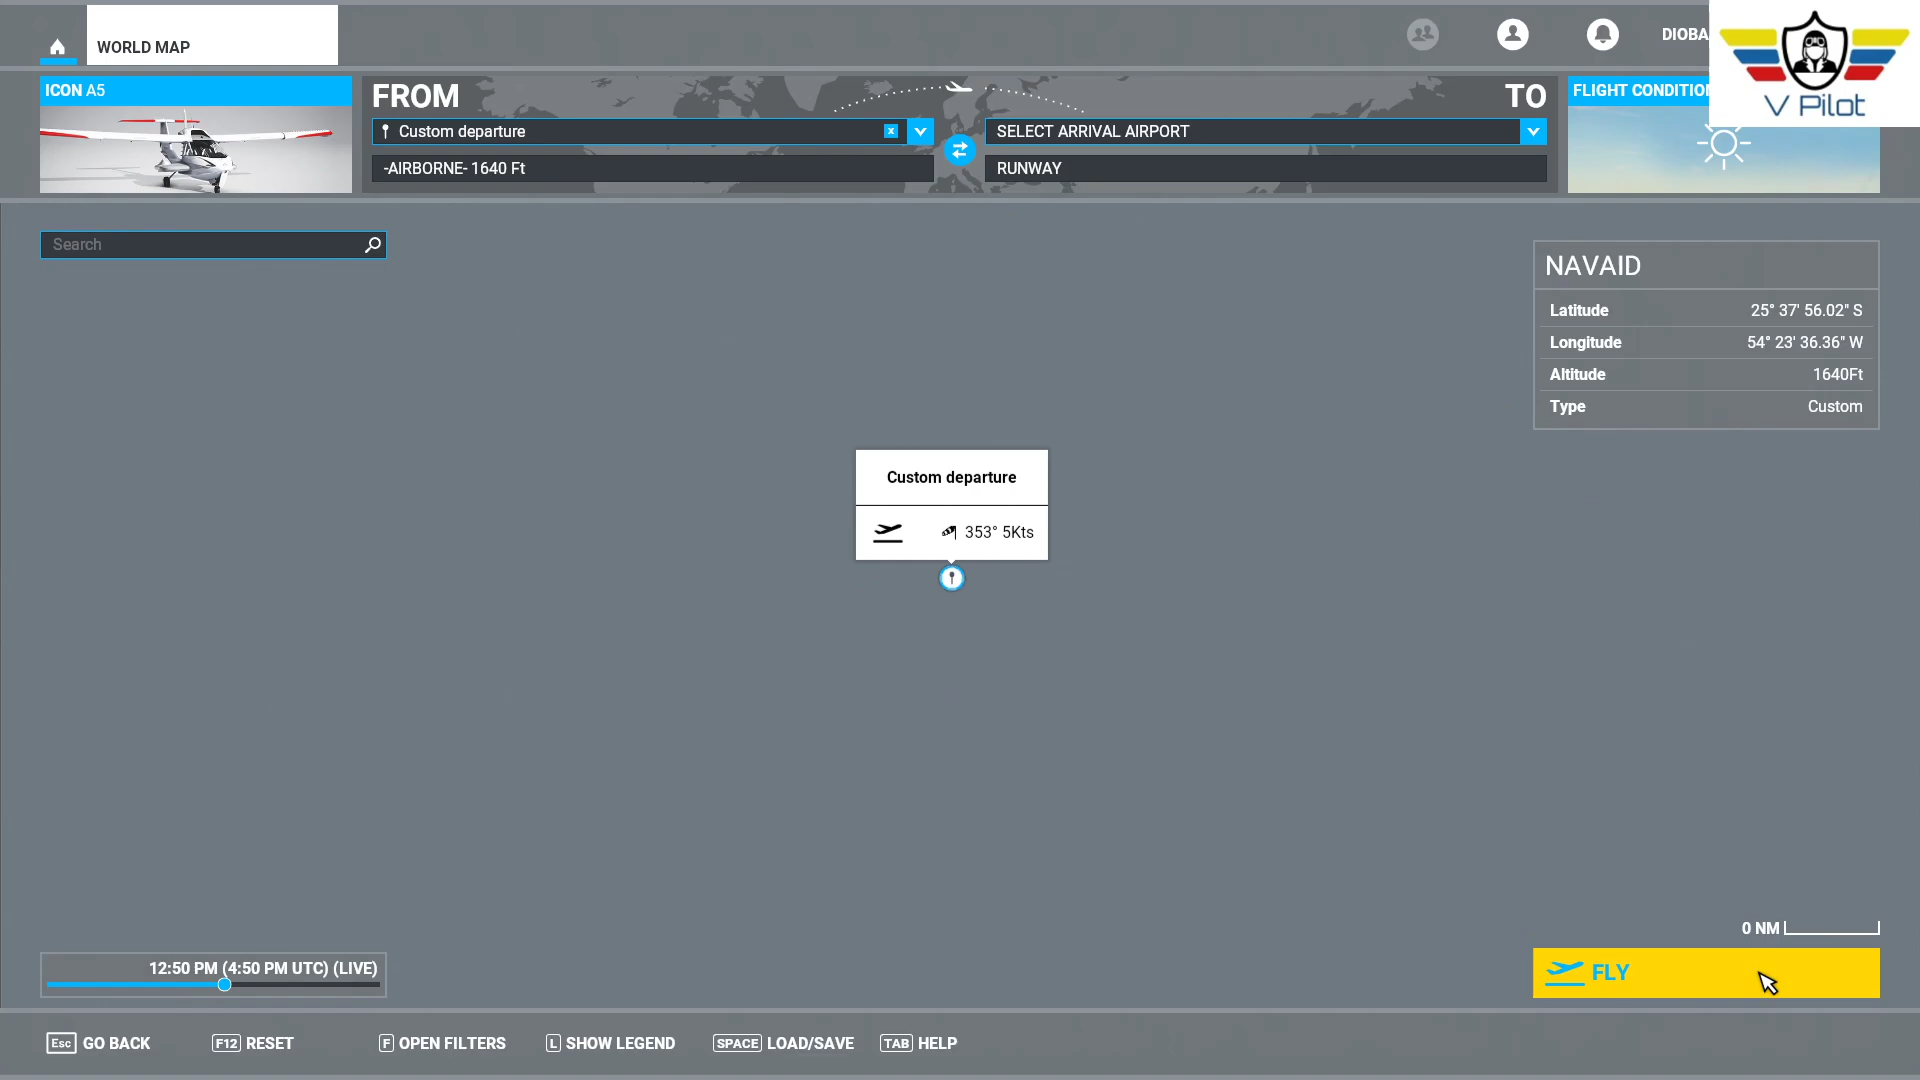 WORLD MAP
DIOBA
V Pilot
ICON A5
FROM
TO
FLIGHT CONDITION
Custom departure
x
SELECT ARRIVAL AIRPORT
-AIRBORNE- 1640 Ft
RUNWAY
Search
NAVAID
Latitude 25° 37' 56.02" S
Longitude 54° 23' 36.36" W
Altitude 1640Ft
Type Custom
Custom departure
353° 5Kts
0 NM
12:50 PM (4:50 PM UTC) (LIVE)
FLY
Esc GO BACK F12 RESET F OPEN FILTERS L SHOW LEGEND SPACE LOAD/SAVE TAB HELP